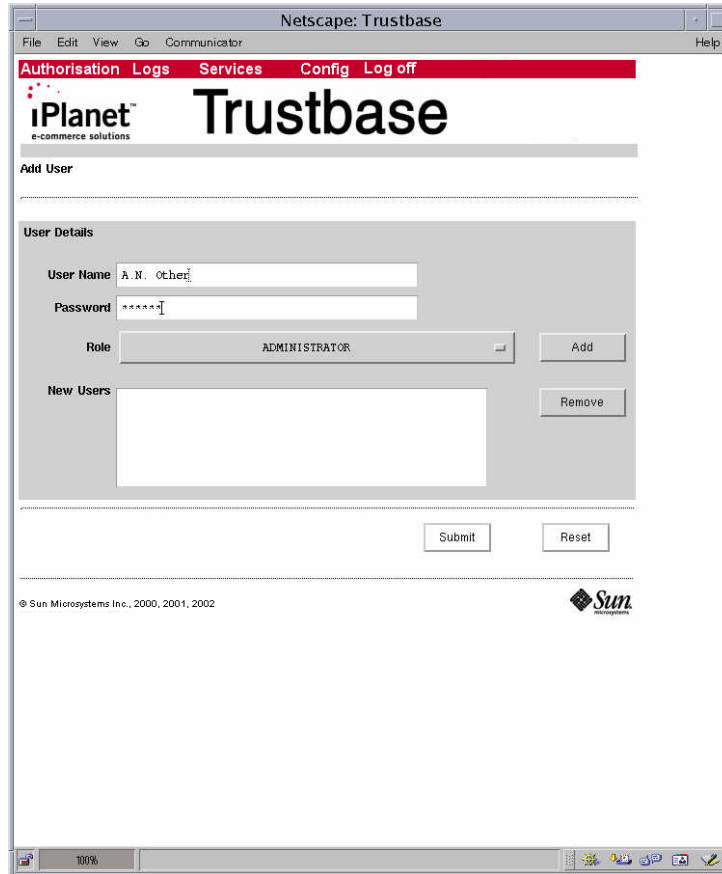 Netscape: Trustbase
File Edit View Go Communicator Help
Authorisation Logs Services Config Log off
iPlanet™
e-commerce solutions
Trustbase
Add User
User Details
User Name A.N. Other
Password ******
Role ADMINISTRATOR Add
New Users Remove
Submit Reset
© Sun Microsystems Inc., 2000, 2001, 2002
Sun
microsystems
100%